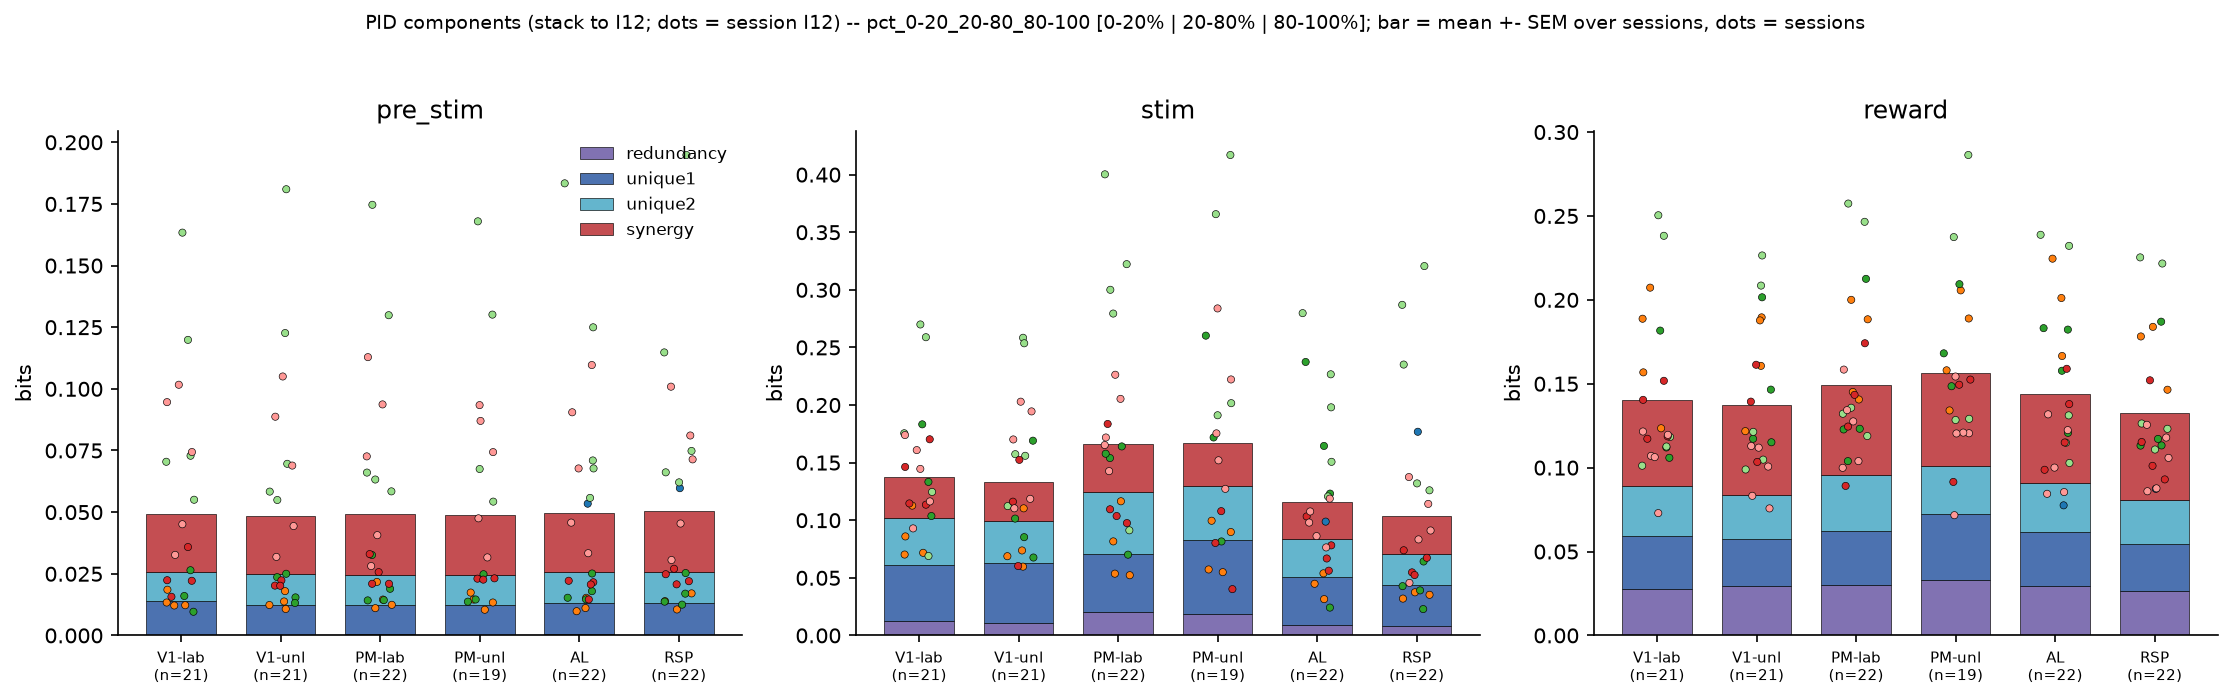 PID components (stack to I12; dots = session I12) -- pct_0-20_20-80_80-100 [0-20% | 20-80% | 80-100%]; bar = mean +- SEM over sessions, dots = sessions
pre_stim
bits
0.200
0.175
0.150
0.125
0.100
0.075
0.050
0.025
0.000
redundancy
unique1
unique2
synergy
V1-lab V1-unl PM-lab PM-unl AL RSP
(n=21) (n=21) (n=22) (n=19) (n=22) (n=22)
stim
bits
0.40
0.35
0.30
0.25
0.20
0.15
0.10
0.05
0.00
V1-lab V1-unl PM-lab PM-unl AL RSP
(n=21) (n=21) (n=22) (n=19) (n=22) (n=22)
reward
bits
0.30
0.25
0.20
0.15
0.10
0.05
0.00
V1-lab V1-unl PM-lab PM-unl AL RSP
(n=21) (n=21) (n=22) (n=19) (n=22) (n=22)